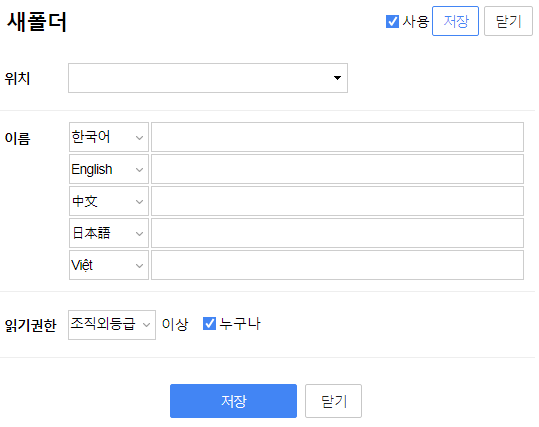 새폴더 사용 저장 닫기
위치
이름 한국어
English
中文
日本語
Việt
읽기권한 조직외등급 이상 누구나
저장 닫기